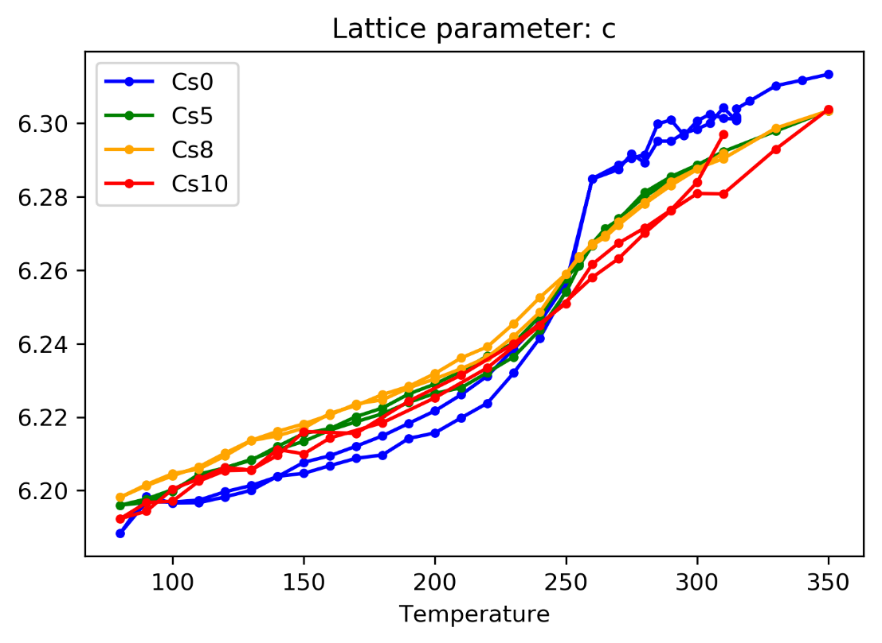 Lattice parameter: c
Cs0
Cs5
Cs8
Cs10
6.30
6.28
6.26
6.24
6.22
6.20
100 150 200 250 300 350
Temperature